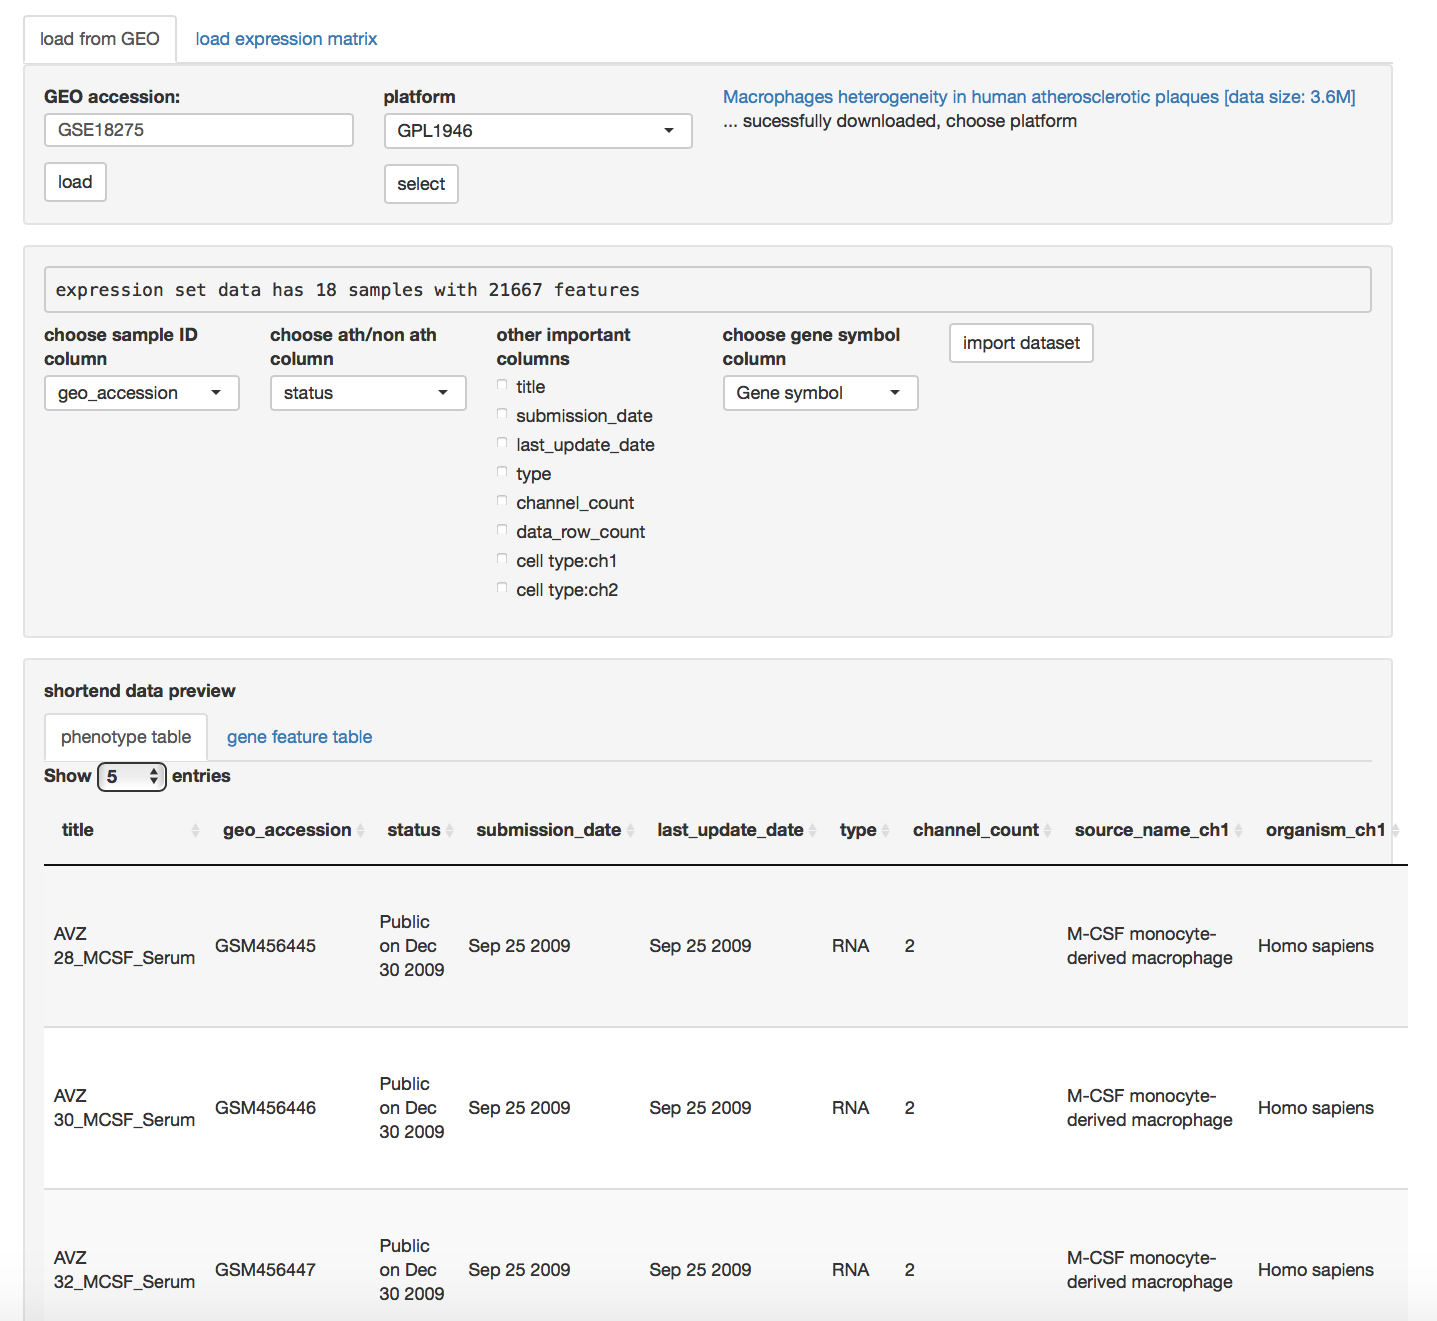 load from GEO load expression matrix
GEO accession: platform Macrophages heterogeneity in human atherosclerotic plaques [data size: 3.6M]
GSE18275 GPL1946 ... sucessfully downloaded, choose platform
load select
expression set data has 18 samples with 21667 features
choose sample ID column
geo_accession
choose ath/non ath column
status
other important columns
title
submission_date
last_update_date
type
channel_count
data_row_count
cell type:ch1
cell type:ch2
choose gene symbol column
Gene symbol
import dataset
shortend data preview
phenotype table gene feature table
Show 5 entries
title geo_accession status submission_date last_update_date type channel_count source_name_ch1 organism_ch1
AVZ 28_MCSF_Serum GSM456445 Public on Dec 30 2009 Sep 25 2009 Sep 25 2009 RNA 2 M-CSF monocyte-derived macrophage Homo sapiens
AVZ 30_MCSF_Serum GSM456446 Public on Dec 30 2009 Sep 25 2009 Sep 25 2009 RNA 2 M-CSF monocyte-derived macrophage Homo sapiens
AVZ 32_MCSF_Serum GSM456447 Public on Dec 30 2009 Sep 25 2009 Sep 25 2009 RNA 2 M-CSF monocyte-derived macrophage Homo sapiens